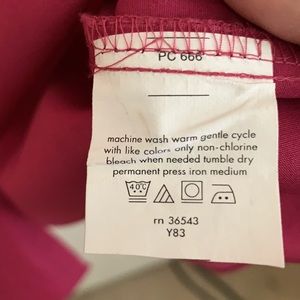 PC 666
machine wash warm gentle cycle
with like colors only non-chlorine
bleach when needed tumble dry
permanent press iron medium
40°C
rn 36543
Y83